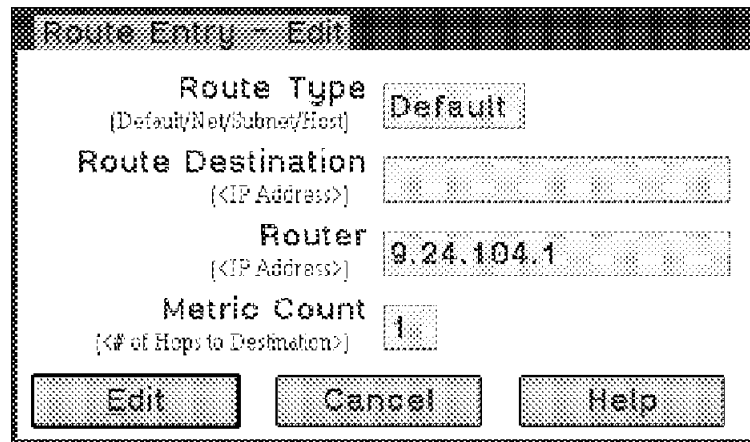 Route Entry - Edit
Route Type
(Default/Net/Subnet/Host)
Default
Route Destination
(<IP Address>)
Router
(<IP Address>)
9.24.104.1
Metric Count
(<# of Hops to Destination>)
1
Edit
Cancel
Help